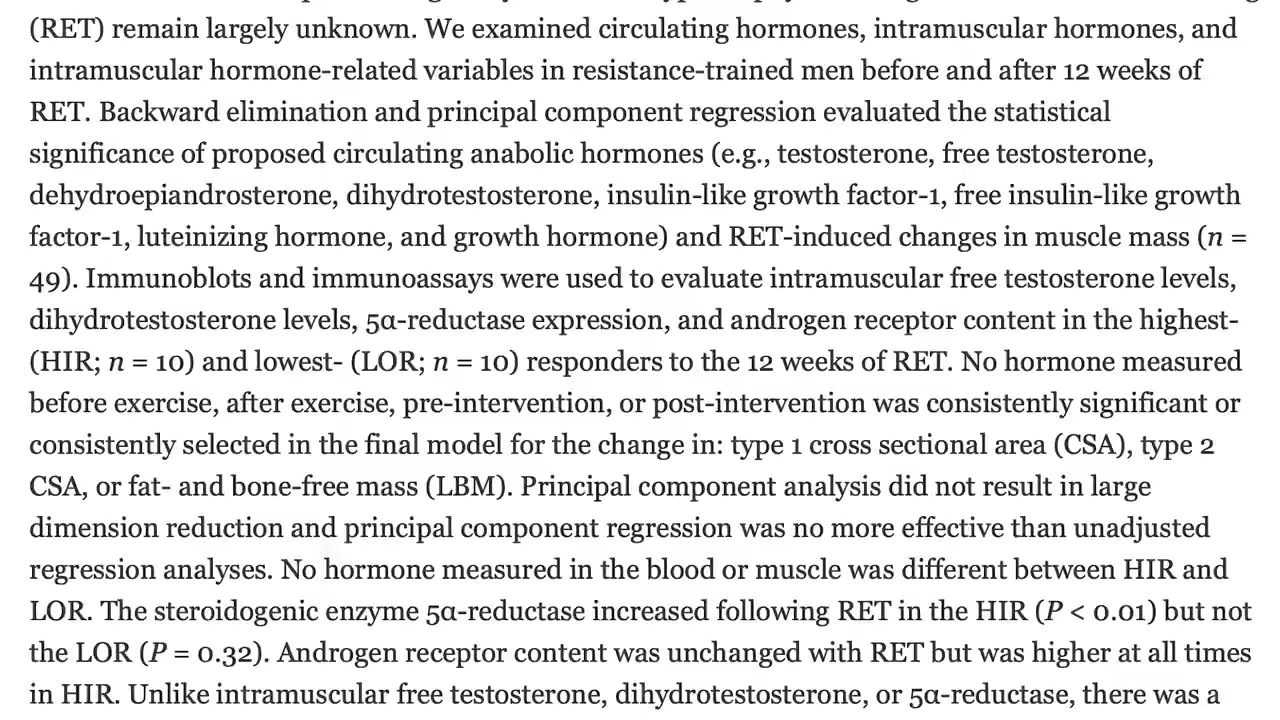 (RET) remain largely unknown. We examined circulating hormones, intramuscular hormones, and
intramuscular hormone-related variables in resistance-trained men before and after 12 weeks of
RET. Backward elimination and principal component regression evaluated the statistical
significance of proposed circulating anabolic hormones (e.g., testosterone, free testosterone,
dehydroepiandrosterone, dihydrotestosterone, insulin-like growth factor-1, free insulin-like growth
factor-1, luteinizing hormone, and growth hormone) and RET-induced changes in muscle mass (n =
49). Immunoblots and immunoassays were used to evaluate intramuscular free testosterone levels,
dihydrotestosterone levels, 5α-reductase expression, and androgen receptor content in the highest-
(HIR; n = 10) and lowest- (LOR; n = 10) responders to the 12 weeks of RET. No hormone measured
before exercise, after exercise, pre-intervention, or post-intervention was consistently significant or
consistently selected in the final model for the change in: type 1 cross sectional area (CSA), type 2
CSA, or fat- and bone-free mass (LBM). Principal component analysis did not result in large
dimension reduction and principal component regression was no more effective than unadjusted
regression analyses. No hormone measured in the blood or muscle was different between HIR and
LOR. The steroidogenic enzyme 5α-reductase increased following RET in the HIR (P < 0.01) but not
the LOR (P = 0.32). Androgen receptor content was unchanged with RET but was higher at all times
in HIR. Unlike intramuscular free testosterone, dihydrotestosterone, or 5α-reductase, there was a